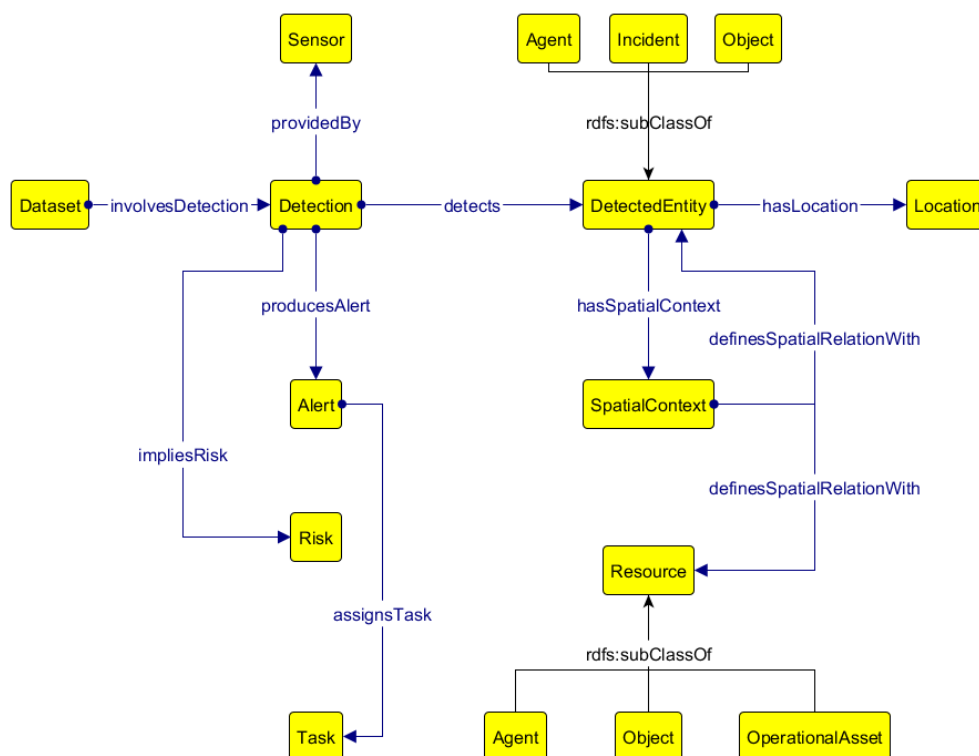 Sensor
Agent
Incident
Object
providedBy
rdfs:subClassOf
Dataset
involvesDetection
Detection
detects
DetectedEntity
hasLocation
Location
producesAlert
hasSpatialContext
definesSpatialRelationWith
Alert
SpatialContext
impliesRisk
definesSpatialRelationWith
Risk
Resource
assignsTask
rdfs:subClassOf
Task
Agent
Object
OperationalAsset